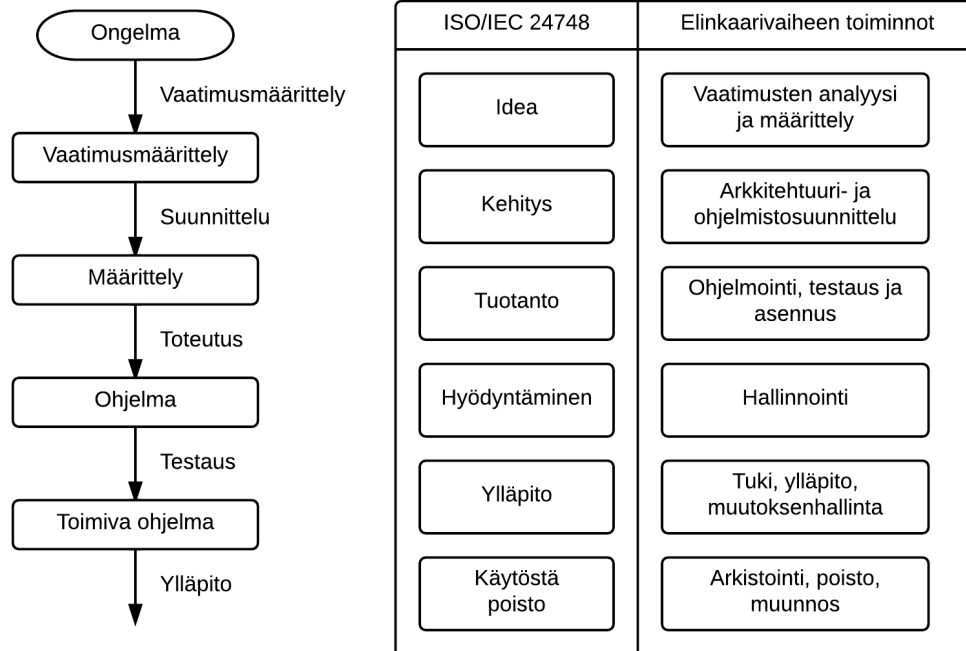 Ongelma
Vaatimusmäärittely
Vaatimusmäärittely
Suunnittelu
Määrittely
Toteutus
Ohjelma
Testaus
Toimiva ohjelma
Ylläpito
ISO/IEC 24748
Elinkaarivaiheen toiminnot
Idea
Vaatimusten analyysi
ja määrittely
Kehitys
Arkkitehtuuri- ja
ohjelmistosuunnittelu
Tuotanto
Ohjelmointi, testaus ja
asennus
Hyödyntäminen
Hallinnointi
Ylläpito
Tuki, ylläpito,
muutoksenhallinta
Käytöstä
poisto
Arkistointi, poisto,
muunnos